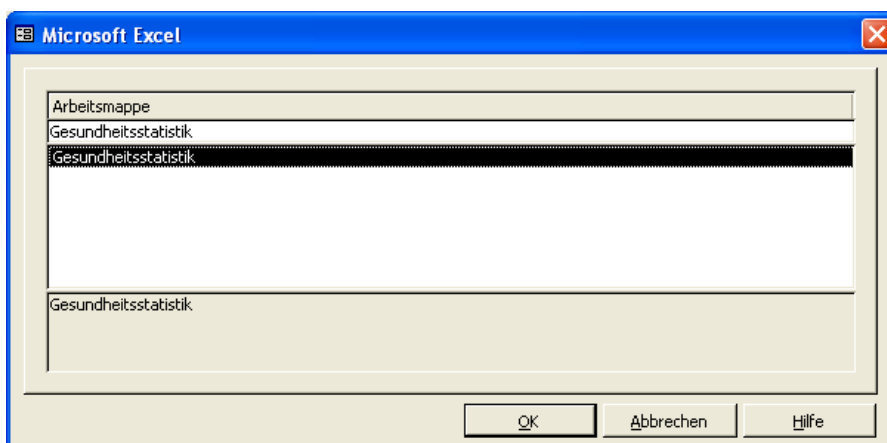 Microsoft Excel
Arbeitsmappe
Gesundheitsstatistik
Gesundheitsstatistik
Gesundheitsstatistik
OK Abbrechen Hilfe